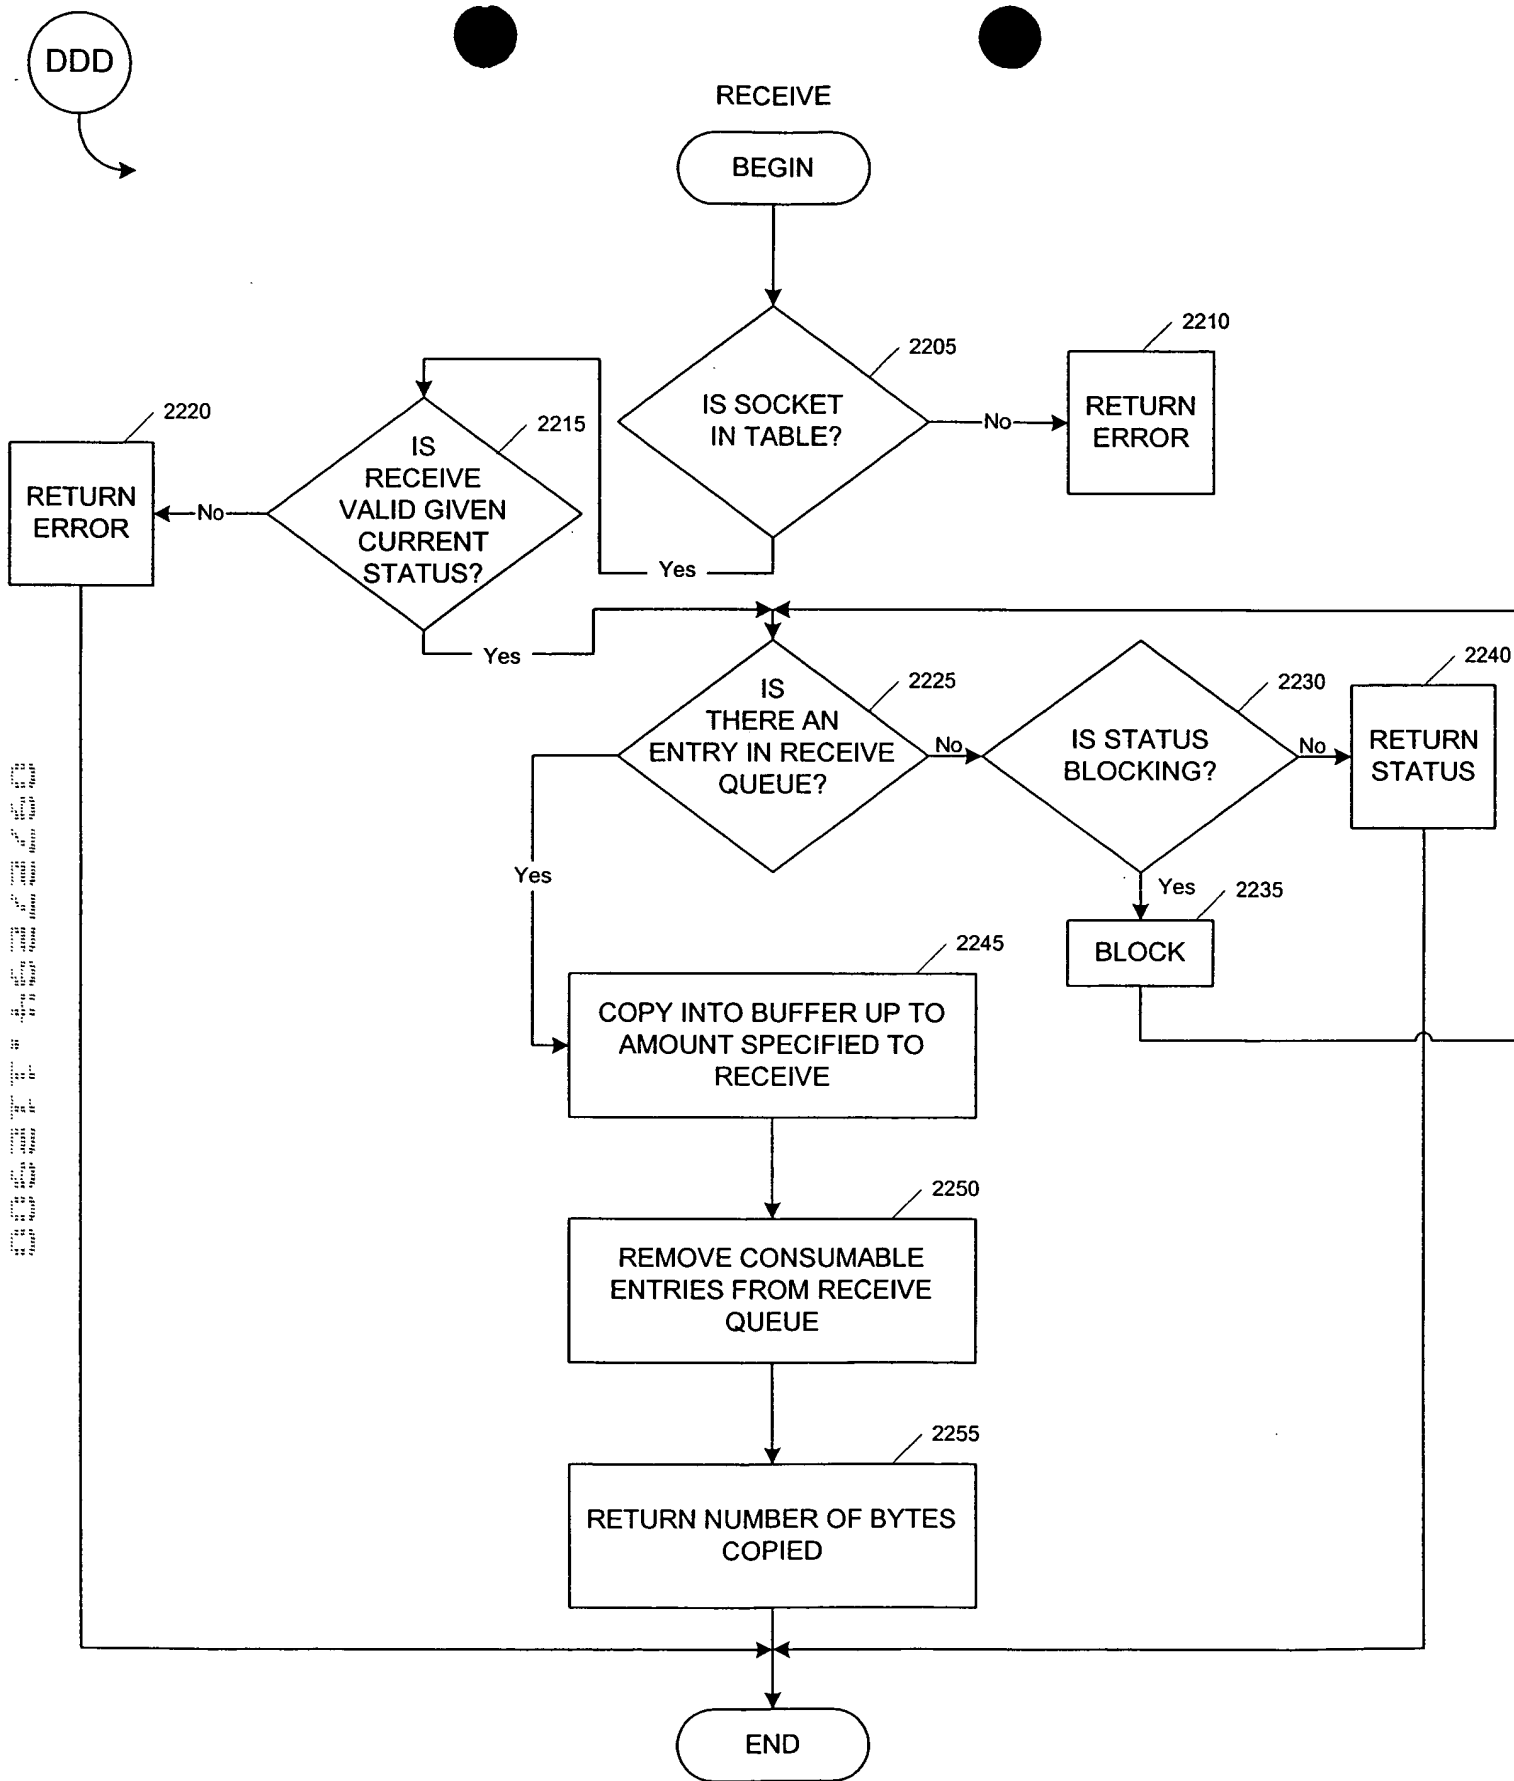 DDD
RECEIVE
BEGIN
2205
IS SOCKET
IN TABLE?
No
2210
RETURN
ERROR
Yes
2215
IS
RECEIVE
VALID GIVEN
CURRENT
STATUS?
No
2220
RETURN
ERROR
Yes
2225
IS
THERE AN
ENTRY IN RECEIVE
QUEUE?
No
2230
IS STATUS
BLOCKING?
No
2240
RETURN
STATUS
Yes
2235
BLOCK
Yes
2245
COPY INTO BUFFER UP TO
AMOUNT SPECIFIED TO
RECEIVE
2250
REMOVE CONSUMABLE
ENTRIES FROM RECEIVE
QUEUE
2255
RETURN NUMBER OF BYTES
COPIED
END